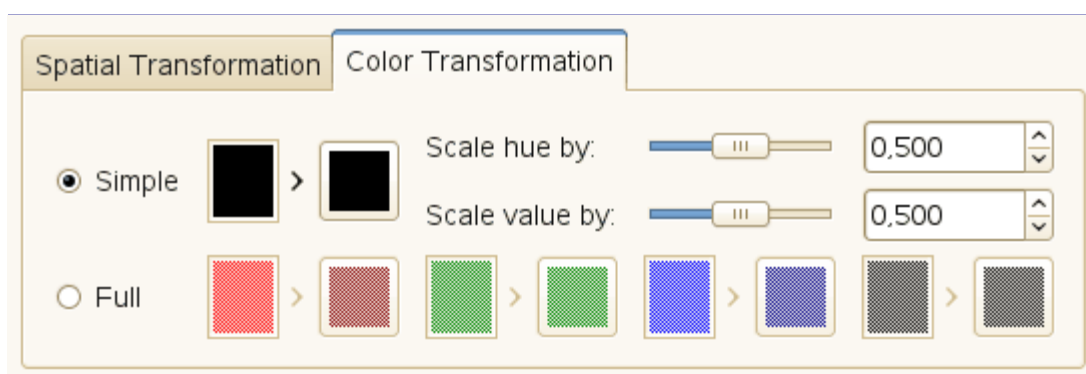 Spatial Transformation Color Transformation
Simple > Scale hue by: 0,500
Scale value by: 0,500
Full > > > >